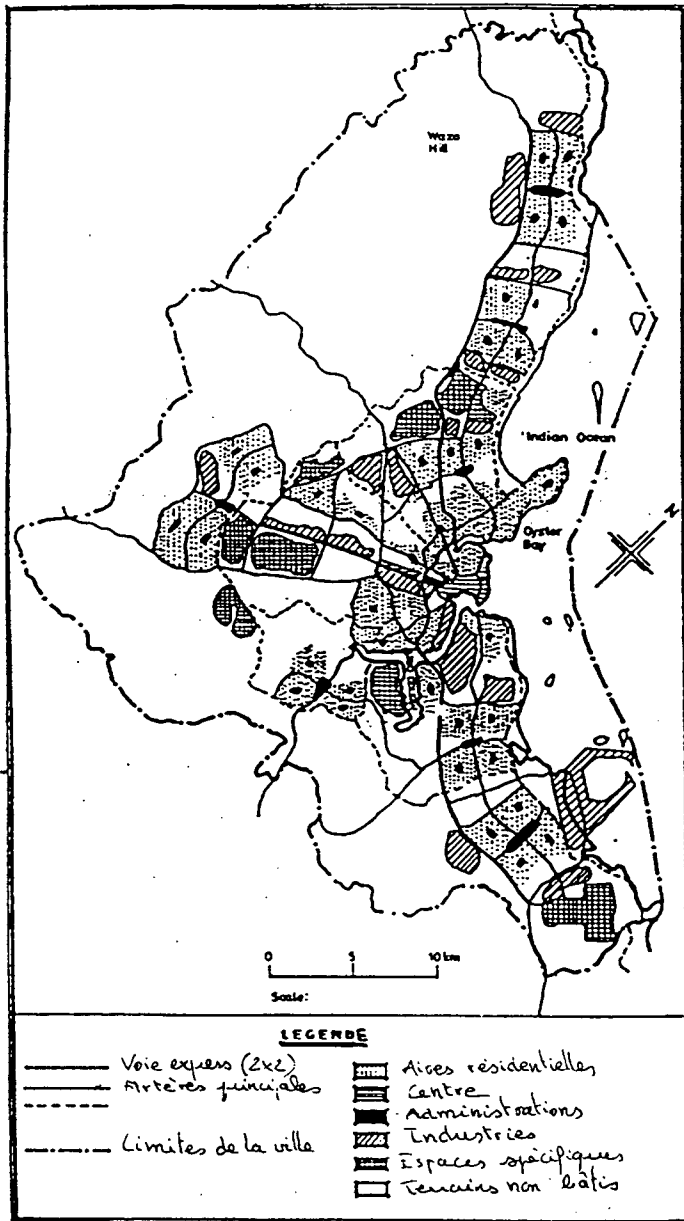 Wazo
Hill
'Indian Ocean
Oyster
Bay
N
0 5 10 km
Scale:
LEGENDE
Voie express (2x2)
Artères principales
Limites de la ville
Aires résidentielles
Centre
Administrations
Industries
Espaces spécifiques
Terrains non bâtis